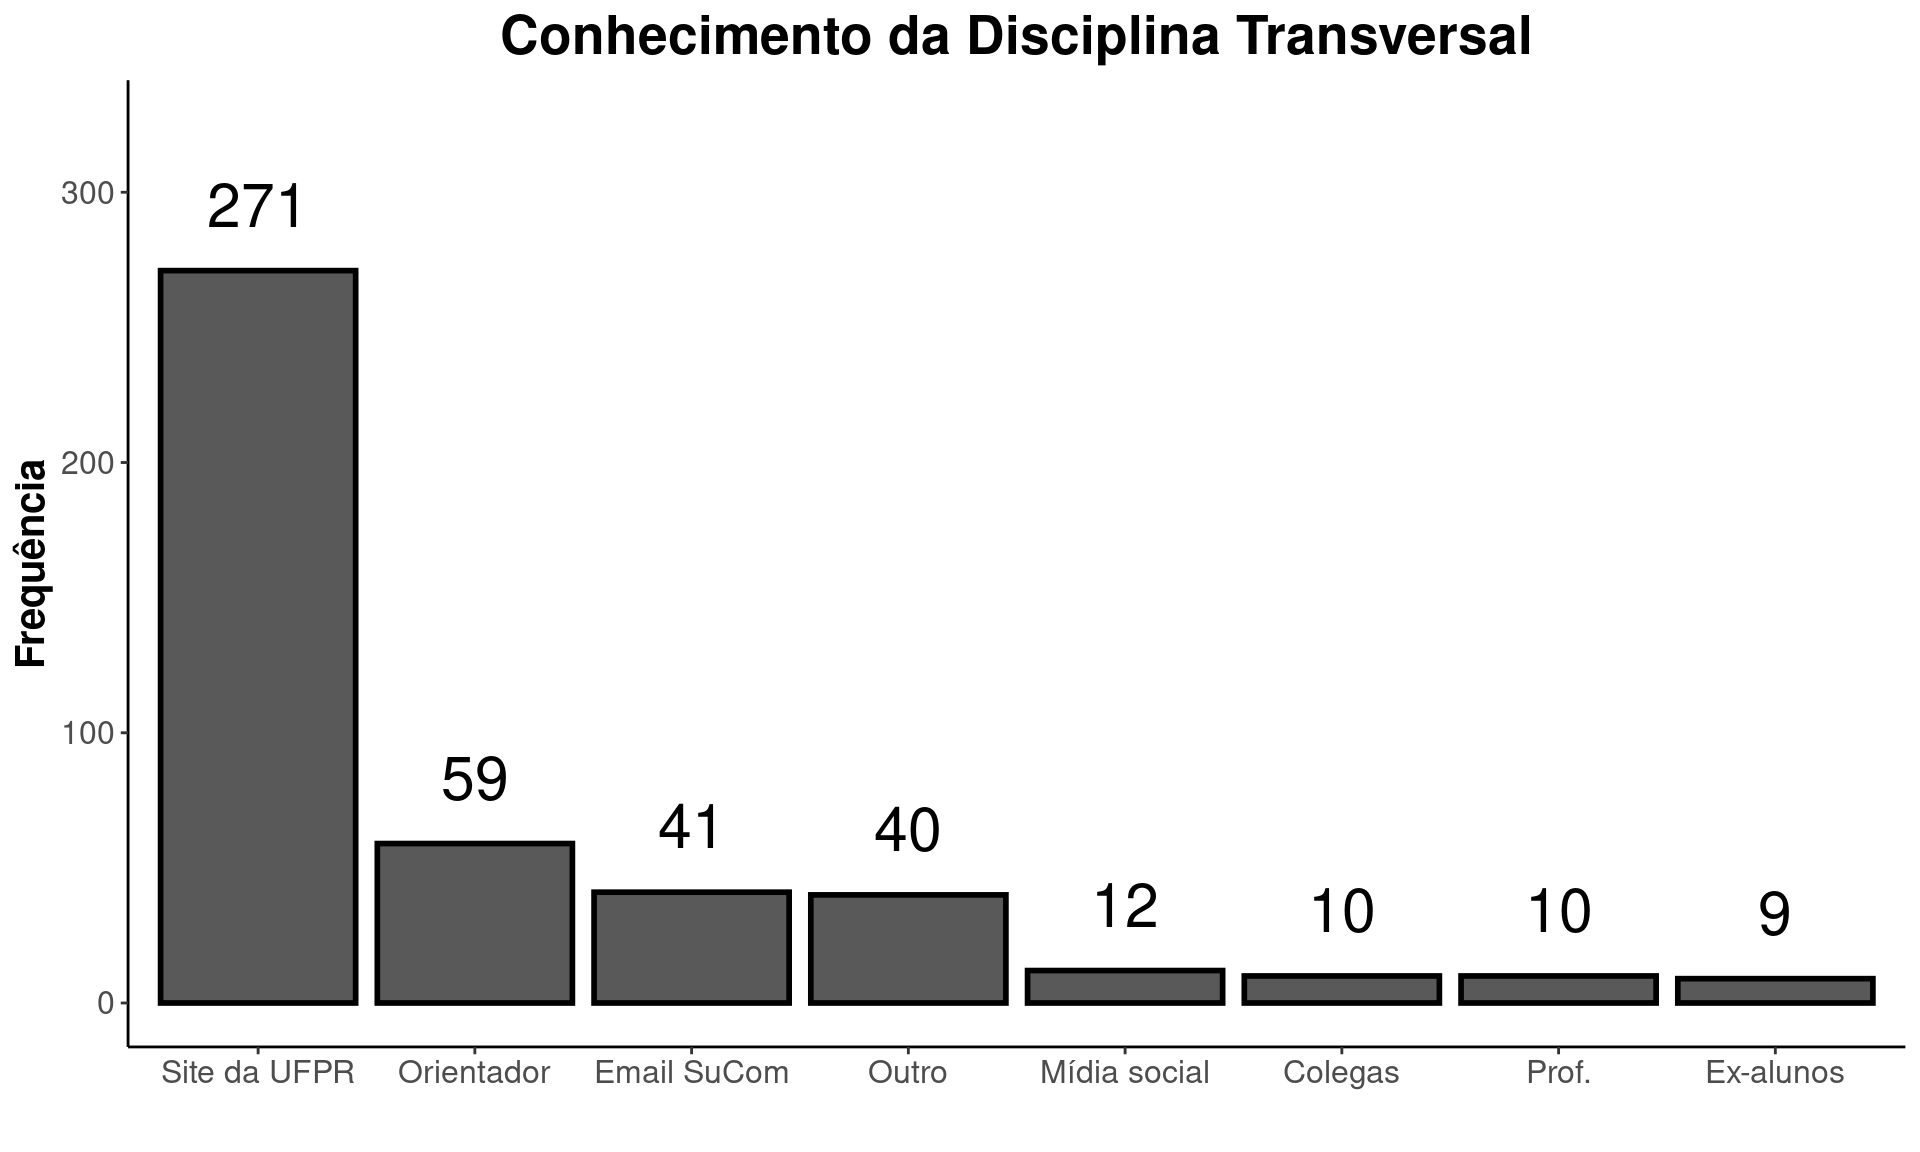 Conhecimento da Disciplina Transversal
Frequência
300
200
100
0
271
59
41
40
12
10
10
9
Site da UFPR
Orientador
Email SuCom
Outro
Mídia social
Colegas
Prof.
Ex-alunos